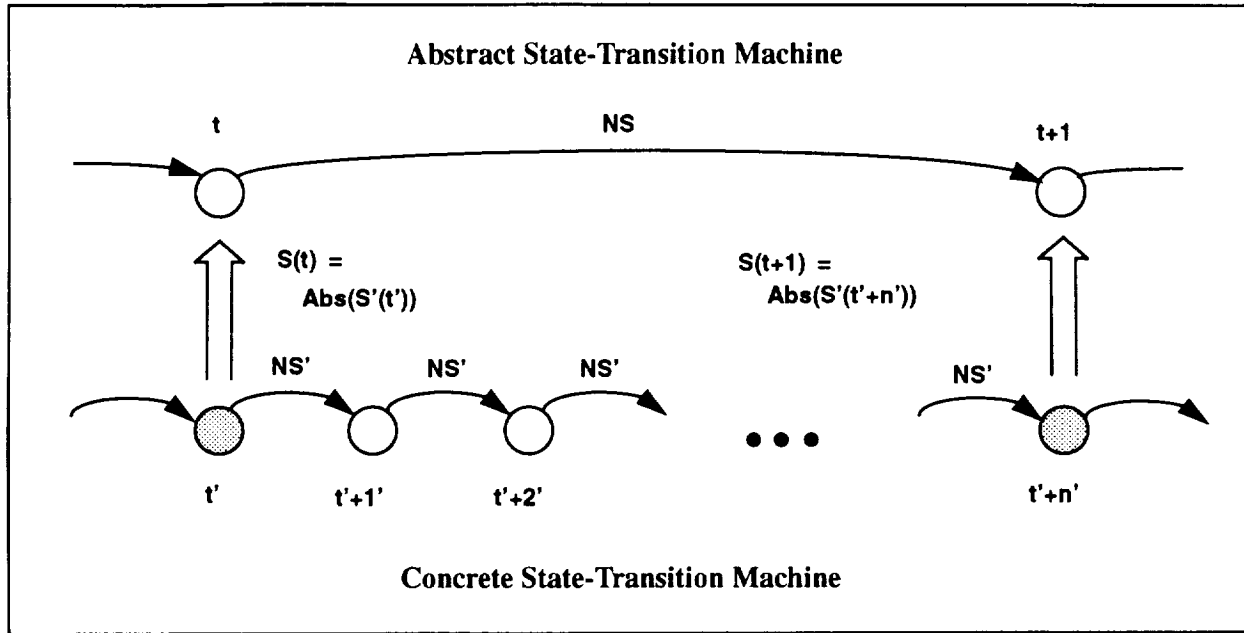 Abstract State-Transition Machine
t
NS
t+1
S(t) =
Abs(S'(t'))
S(t+1) =
Abs(S'(t'+n'))
NS'
NS'
NS'
NS'
t'
t'+1'
t'+2'
t'+n'
Concrete State-Transition Machine